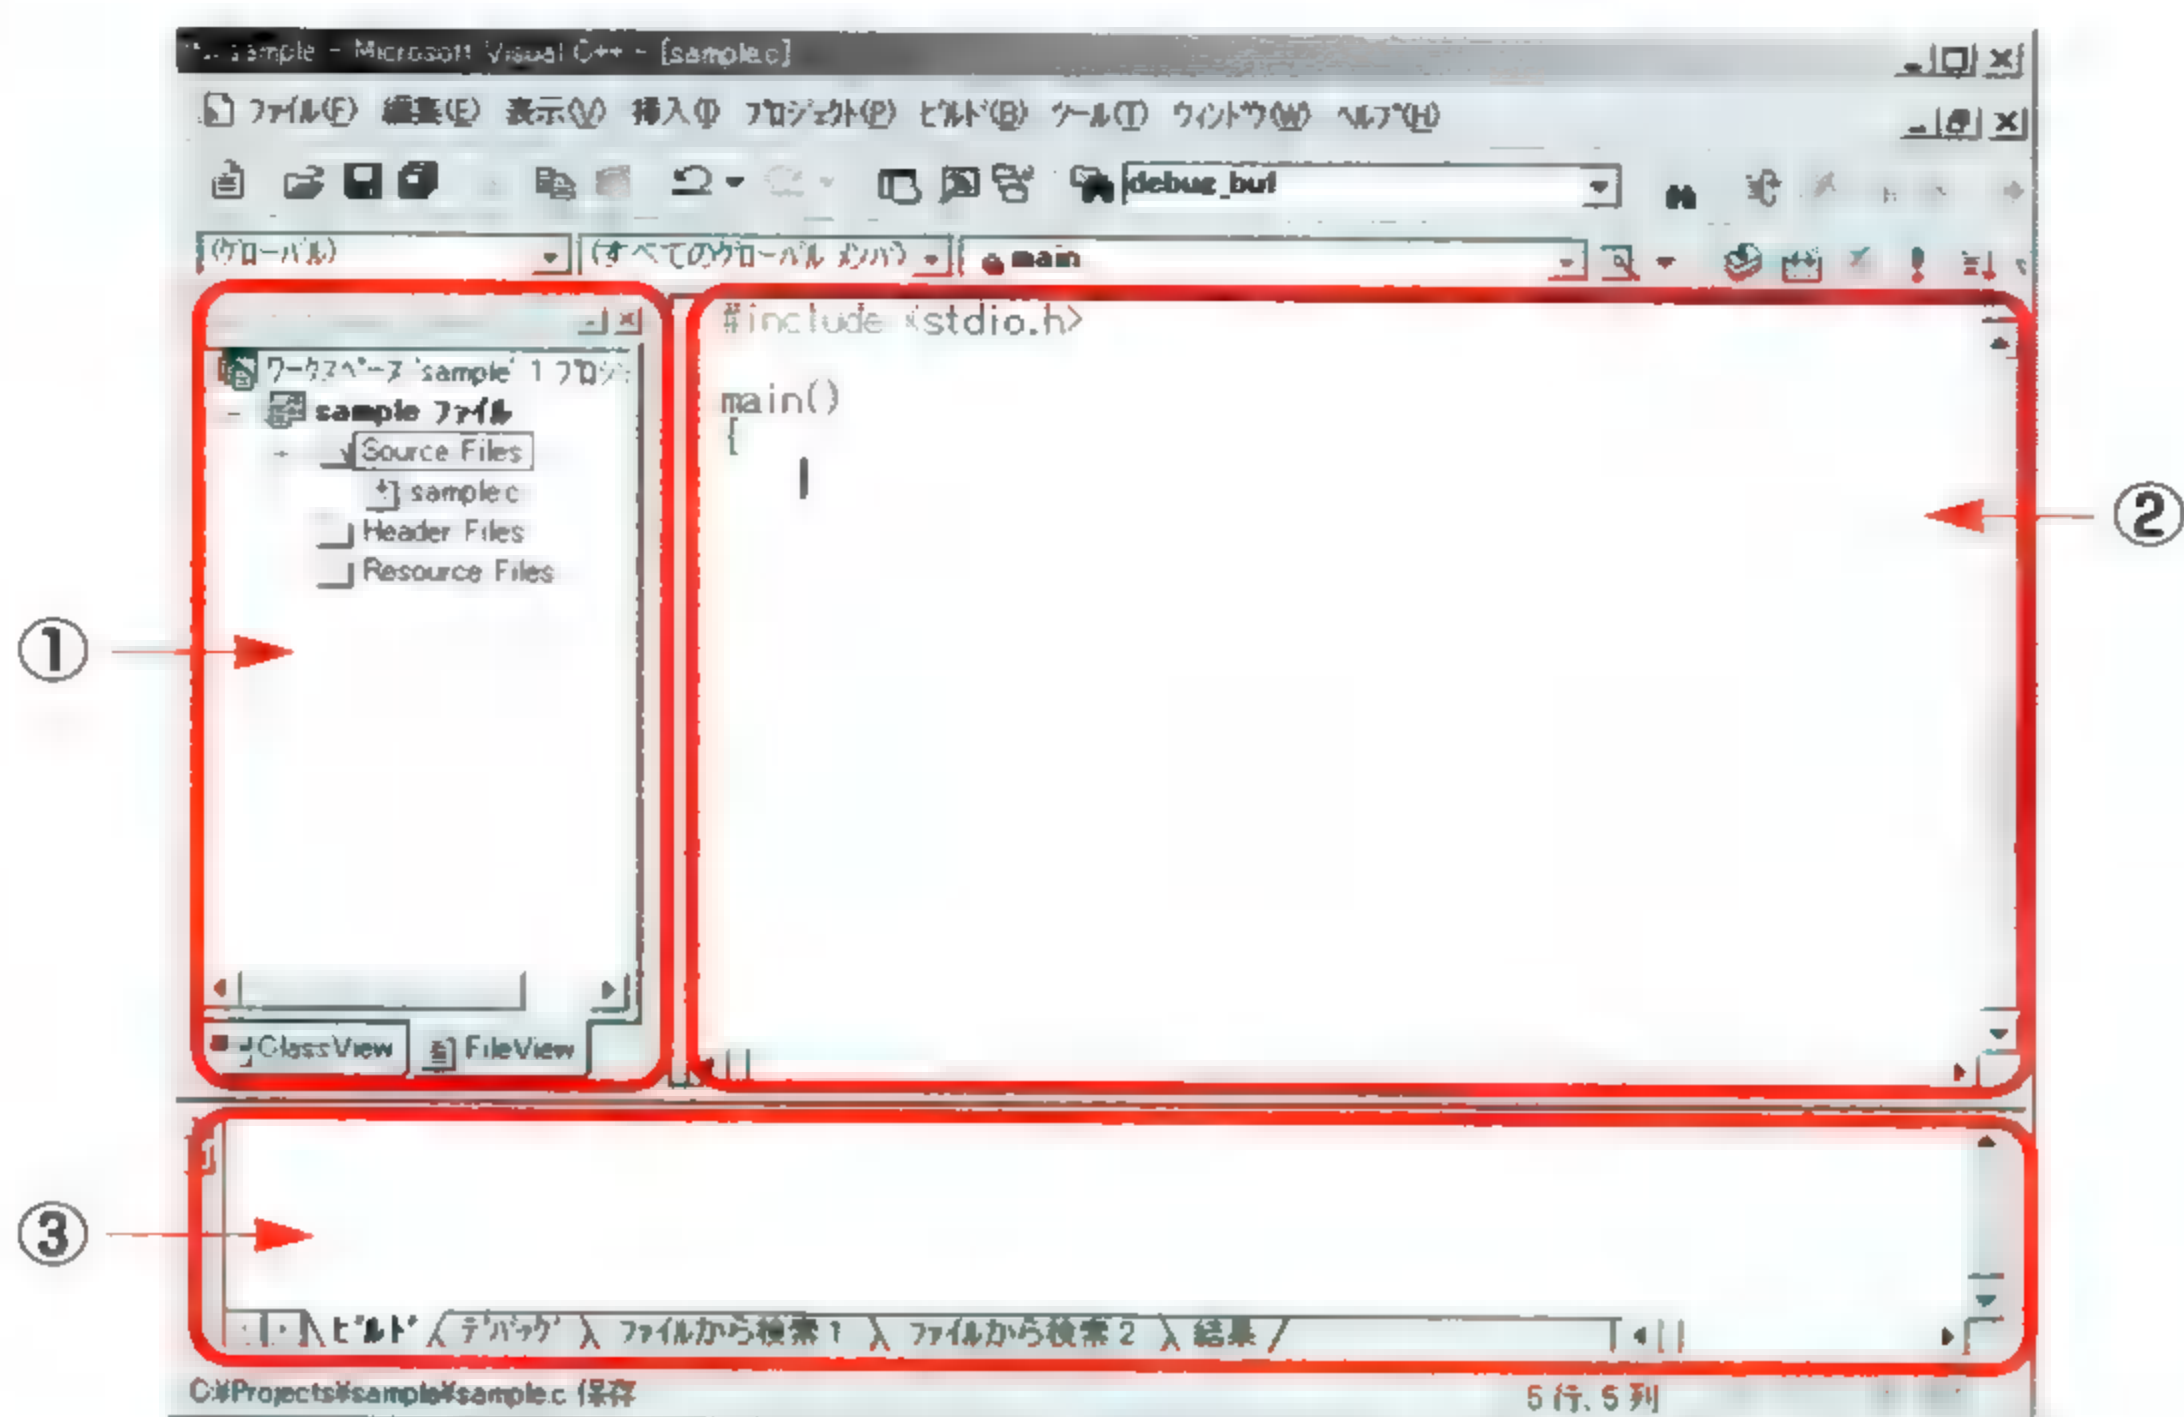 sample - Microsoft Visual C++ - [sample.c]
ファイル(F) 編集(E) 表示(V) 挿入(I) プロジェクト(P) ビルド(B) ツール(T) ウィンドウ(W) ヘルプ(H)
debug_buf
(グローバル) (すべてのグローバル メンバ) main
#include <stdio.h>
ワークスペース 'sample' 1 プロジ
main()
sample ファイル
{
Source Files
sample.c
②
Header Files
Resource Files
①
ClassView FileView
③
ビルド デバッグ ファイルから検索 1 ファイルから検索 2 結果
C:¥Projects¥sample¥sample.c 保存 5 行, 5 列